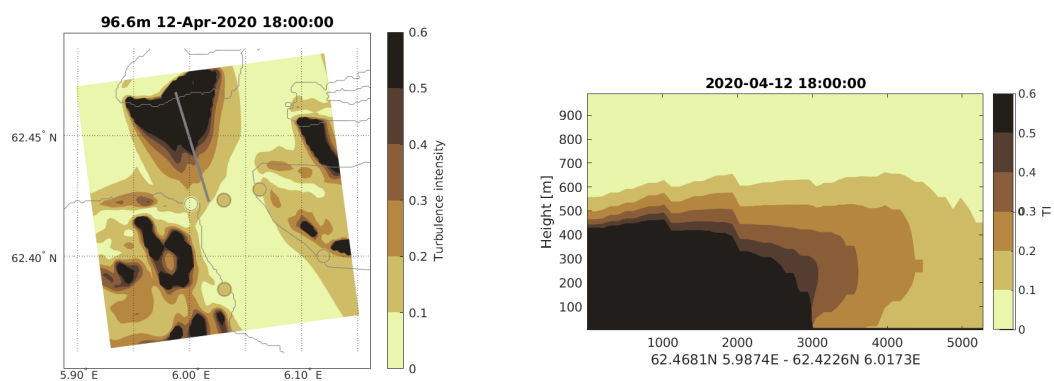 96.6m 12-Apr-2020 18:00:00
62.45° N
62.40° N
5.90° E
6.00° E
6.10° E
0.6
0.5
0.4
0.3
0.2
0.1
0
Turbulence intensity
2020-04-12 18:00:00
Height [m]
900
800
700
600
500
400
300
200
100
1000
2000
3000
4000
5000
62.4681N 5.9874E - 62.4226N 6.0173E
0.6
0.5
0.4
0.3
0.2
0.1
0
TI